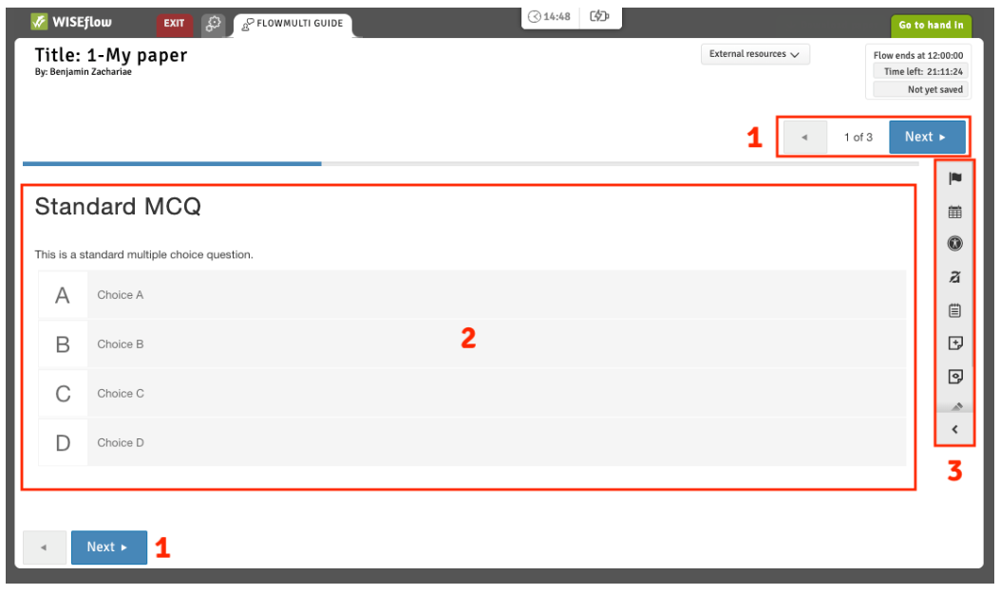 WISEflow
EXIT
FLOWMULTI GUIDE
14:48
Go to hand In
Title: 1-My paper
By: Benjamin Zachariae
External resources
Flow ends at 12:00:00
Time left: 21:11:24
Not yet saved
1
1 of 3
Next
Standard MCQ
This is a standard multiple choice question.
A Choice A
B Choice B
2
C Choice C
D Choice D
3
Next
1